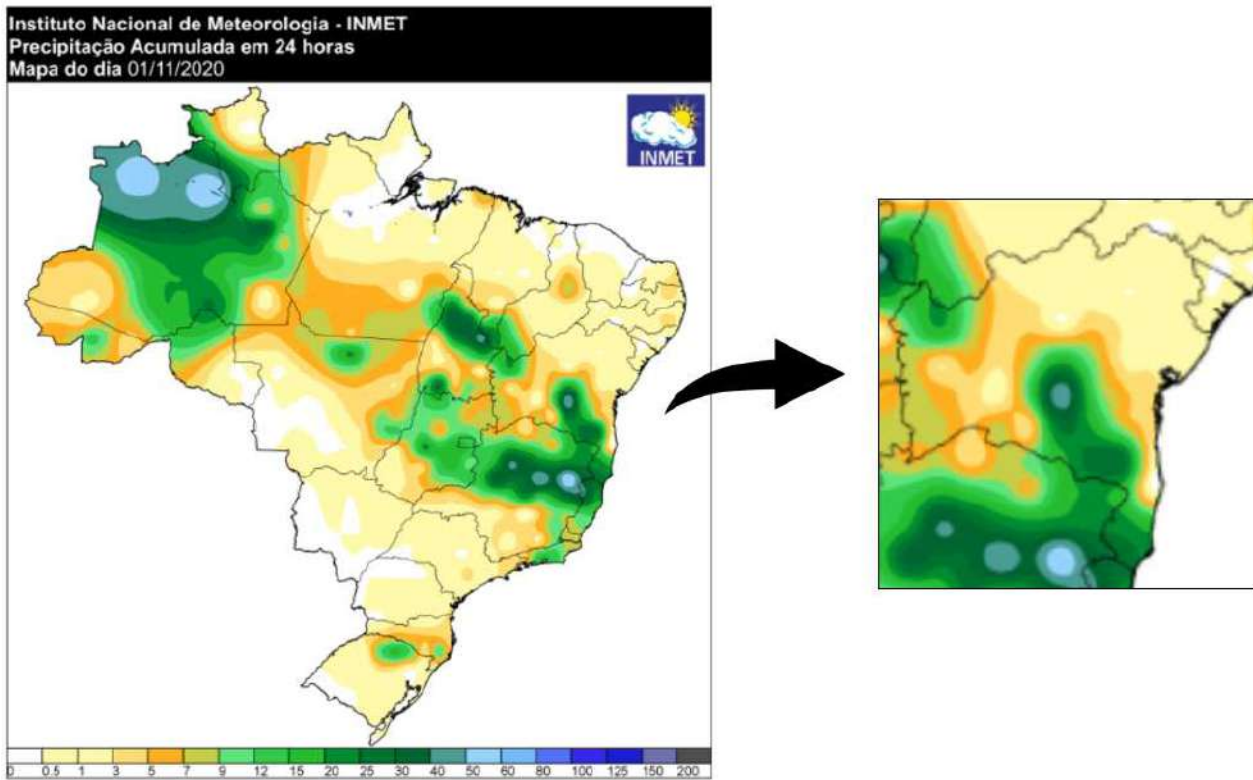 Instituto Nacional de Meteorologia - INMET
Precipitação Acumulada em 24 horas
Mapa do dia 01/11/2020
INMET
0 0.5 1 3 5 7 9 12 15 20 25 30 40 50 60 80 100 125 150 200